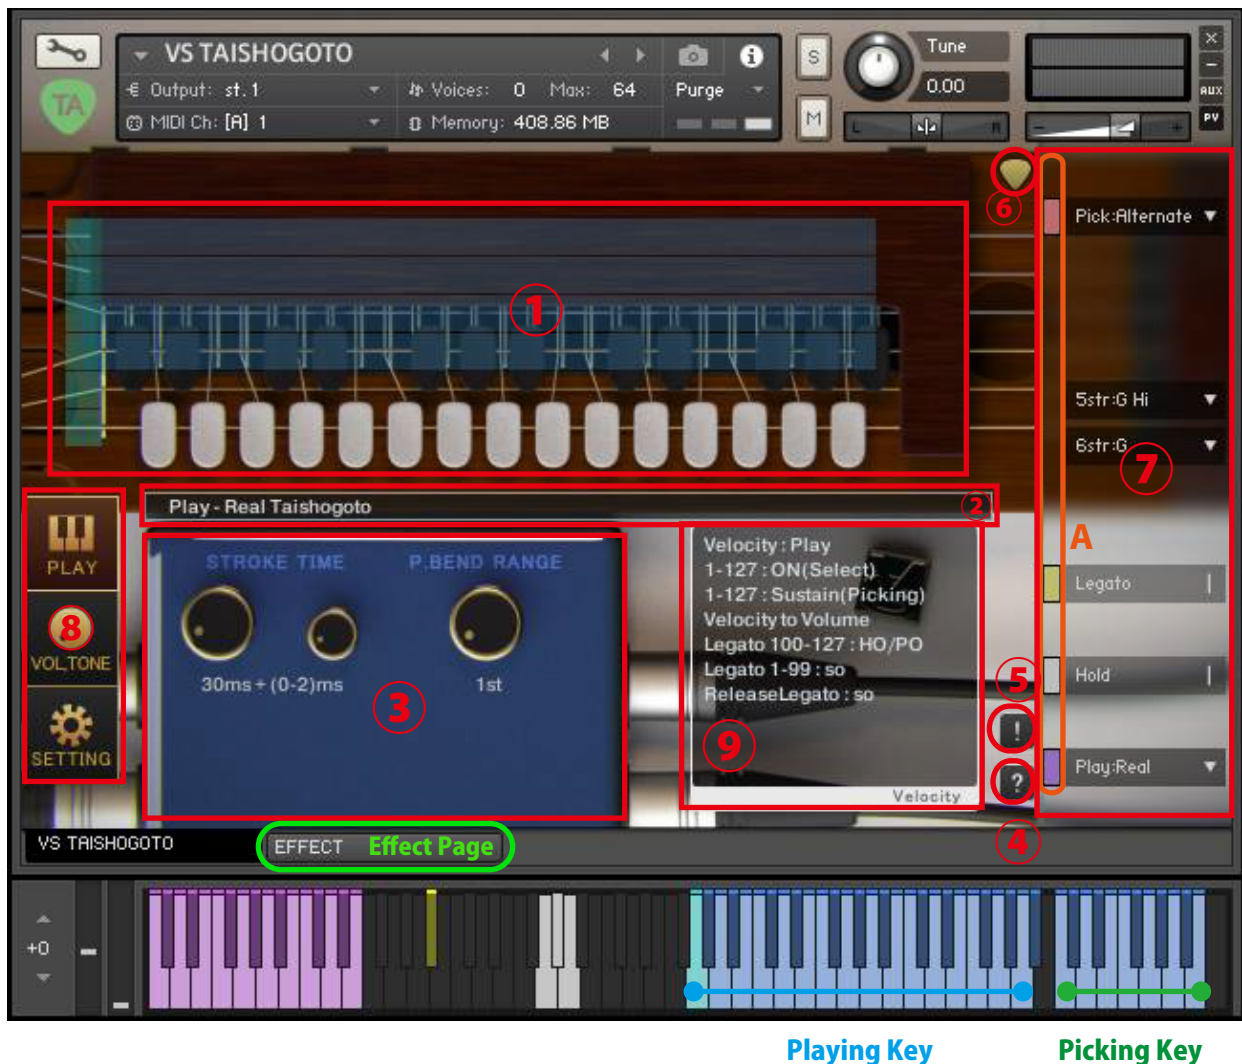 VS TAISHOGOTO
Output: st.1
Voices: 0 Max: 64
Purge
MIDI Ch: [A] 1
Memory: 408.86 MB
TA
S
M
Tune
0.00
L
R
-
+
×
-
AUX
PV
i
⑥
Pick:Alternate ▼
①
5str:G Hi ▼
6str:G ▼
⑦
A
Play - Real Taishogoto
②
PLAY
⑧
VOL,TONE
SETTING
STROKE TIME
P.BEND RANGE
30ms + (0-2)ms
1st
③
Velocity : Play
1-127 : ON(Select)
1-127 : Sustain(Picking)
Velocity to Volume
Legato 100-127 : HO/PO
Legato 1-99 : so
ReleaseLegato : so
⑨
Velocity
Legato |
⑤
Hold |
!
?
④
Play:Real ▼
VS TAISHOGOTO
EFFECT
Effect Page
+0
Playing Key
Picking Key